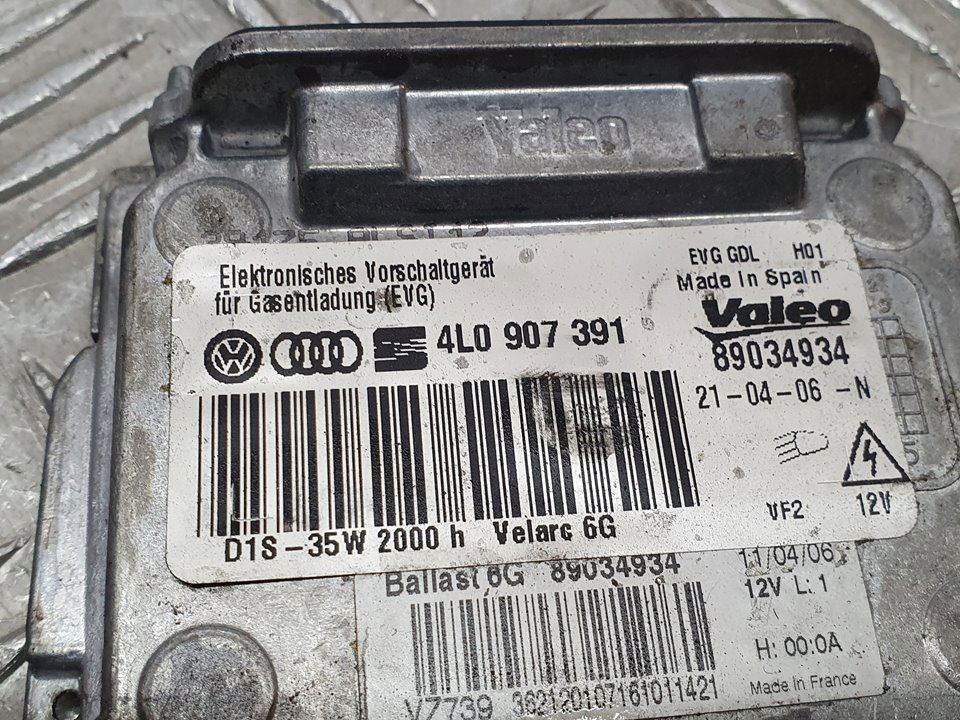 Valeo
Elektronisches Vorschaltgerät
für Gasentladung (EVG)
EVG GDL H01
Made in Spain
4L0 907 391
Valeo
89034934
21-04-06 -N
VF2 12V
D1S -35W 2000 h Velarc 6G
Ballast 6G 89034934
11/04/06
12V L: 1
H: 00:0A
V7739 362120107161011421
Made in France